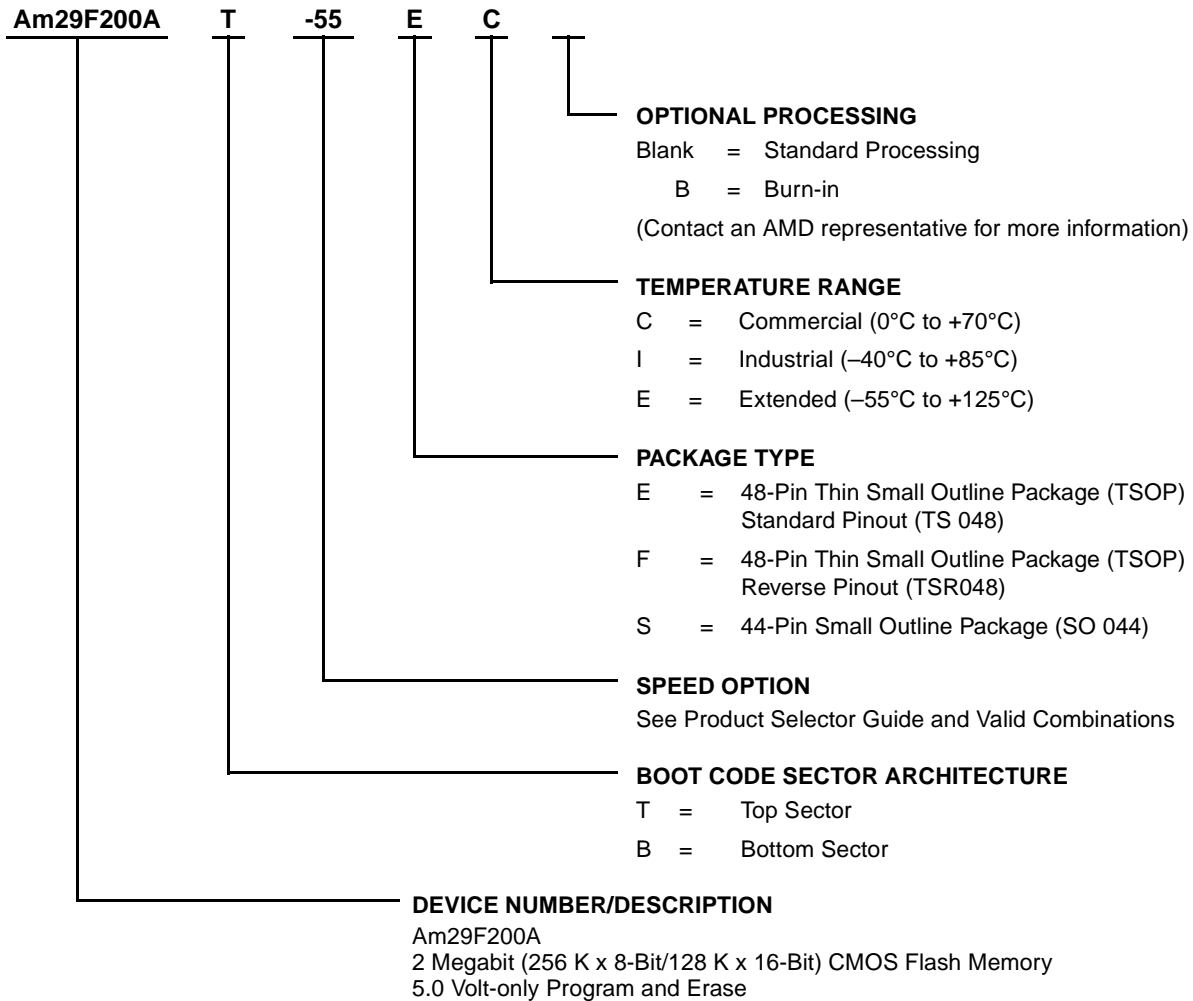 Am29F200A T -55 E C
OPTIONAL PROCESSING
Blank = Standard Processing
B = Burn-in
(Contact an AMD representative for more information)
TEMPERATURE RANGE
C = Commercial (0°C to +70°C)
I = Industrial (–40°C to +85°C)
E = Extended (–55°C to +125°C)
PACKAGE TYPE
E = 48-Pin Thin Small Outline Package (TSOP)
Standard Pinout (TS 048)
F = 48-Pin Thin Small Outline Package (TSOP)
Reverse Pinout (TSR048)
S = 44-Pin Small Outline Package (SO 044)
SPEED OPTION
See Product Selector Guide and Valid Combinations
BOOT CODE SECTOR ARCHITECTURE
T = Top Sector
B = Bottom Sector
DEVICE NUMBER/DESCRIPTION
Am29F200A
2 Megabit (256 K x 8-Bit/128 K x 16-Bit) CMOS Flash Memory
5.0 Volt-only Program and Erase